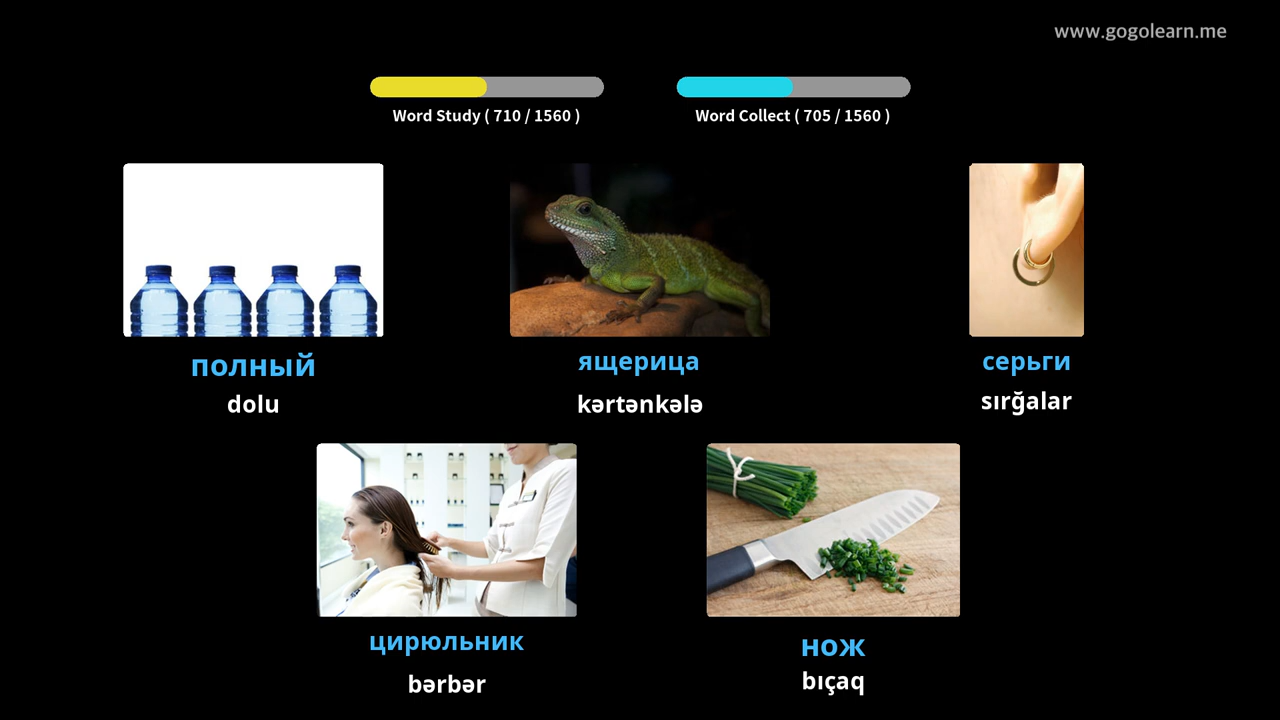 www.gogolearn.me
Word Study ( 710 / 1560 )
Word Collect ( 705 / 1560 )
полный
dolu
ящерица
kərtənkələ
серьги
sırğalar
цирюльник
bərbər
нож
bıçaq